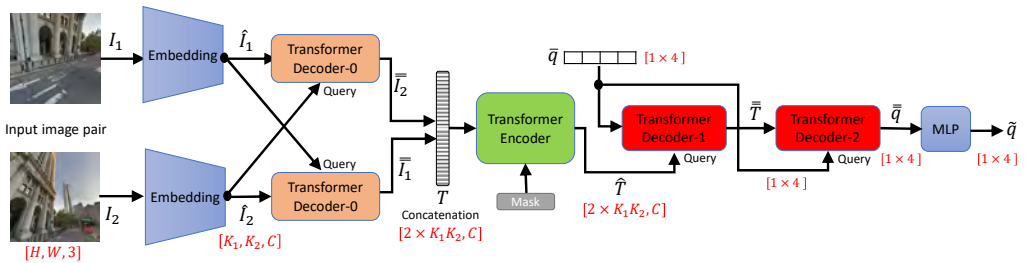 Input image pair
I₁
I₂
[H, W, 3]
Embedding
Embedding
Î₁
Î₂
[K₁, K₂, C]
Transformer
Decoder-0
Query
Query
Transformer
Decoder-0
I̿₂
I̿₁
T
Concatenation
[2 × K₁K₂, C]
Transformer
Encoder
Mask
T̂
[2 × K₁K₂, C]
q̄
[1 × 4]
Transformer
Decoder-1
Query
T̿
Transformer
Decoder-2
Query
[1 × 4]
q̿
[1 × 4]
MLP
q̃
[1 × 4]